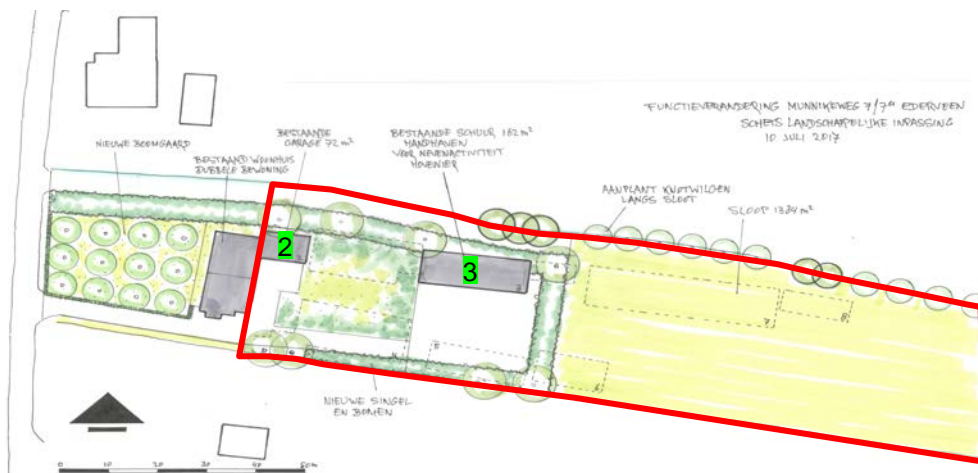 FUNCTIEVERANDERING MUNNIKEWEG 7/7a EDERVEEN
SCHETS LANDSCHAPPELIJKE INPASSING
10 JULI 2017
NIEUWE BOOMGAARD
BESTAAND WOONHUIS
DUBBELE BEWONING
BESTAANDE
GARAGE 72 m²
BESTAANDE SCHUUR 162 m²
HANDHAVEN
VOOR NEVENACTIVITEIT
HOVENIER
AANPLANT KNOTWILGEN
LANGS SLOOT
SLOOP 1334 m²
2
3
NIEUWE SINGEL
EN BOMEN
0 10 20 30 40 50m